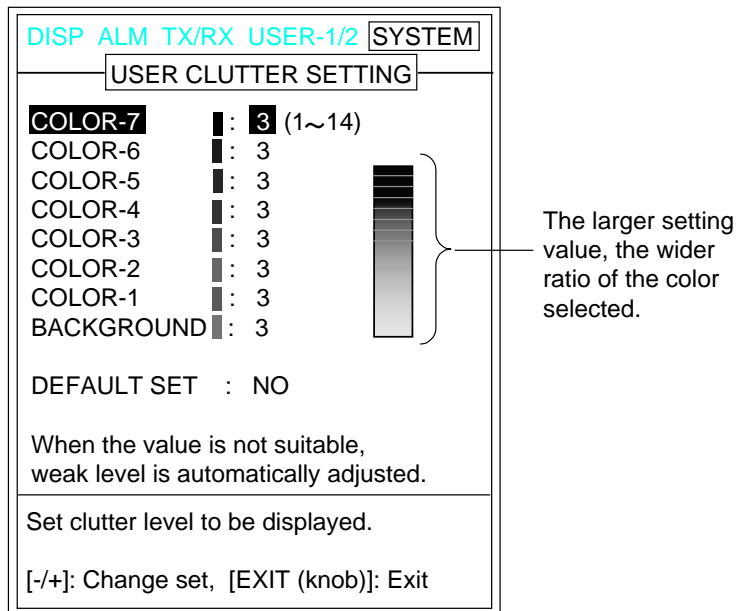 DISP ALM TX/RX USER-1/2 SYSTEM
USER CLUTTER SETTING
COLOR-7 : 3 (1~14)
COLOR-6 : 3
COLOR-5 : 3
COLOR-4 : 3
COLOR-3 : 3
COLOR-2 : 3
COLOR-1 : 3
BACKGROUND : 3
DEFAULT SET : NO
When the value is not suitable,
weak level is automatically adjusted.
Set clutter level to be displayed.
[-/+]: Change set, [EXIT (knob)]: Exit
The larger setting
value, the wider
ratio of the color
selected.